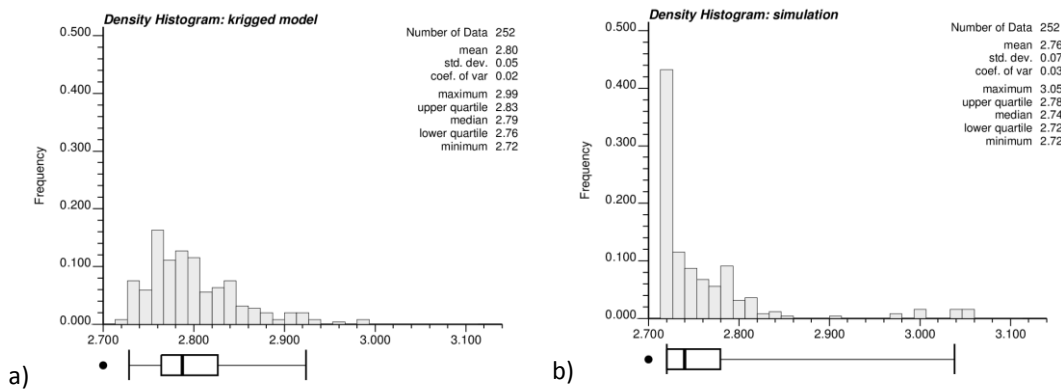 Density Histogram: krigged model
Number of Data 252
mean 2.80
std. dev. 0.05
coef. of var 0.02
maximum 2.99
upper quartile 2.83
median 2.79
lower quartile 2.76
minimum 2.72
Frequency
0.500
0.400
0.300
0.200
0.100
0.000
2.700 2.800 2.900 3.000 3.100
a)
Density Histogram: simulation
Number of Data 252
mean 2.76
std. dev. 0.07
coef. of var 0.03
maximum 3.05
upper quartile 2.78
median 2.74
lower quartile 2.72
minimum 2.72
Frequency
0.500
0.400
0.300
0.200
0.100
0.000
2.700 2.800 2.900 3.000 3.100
b)